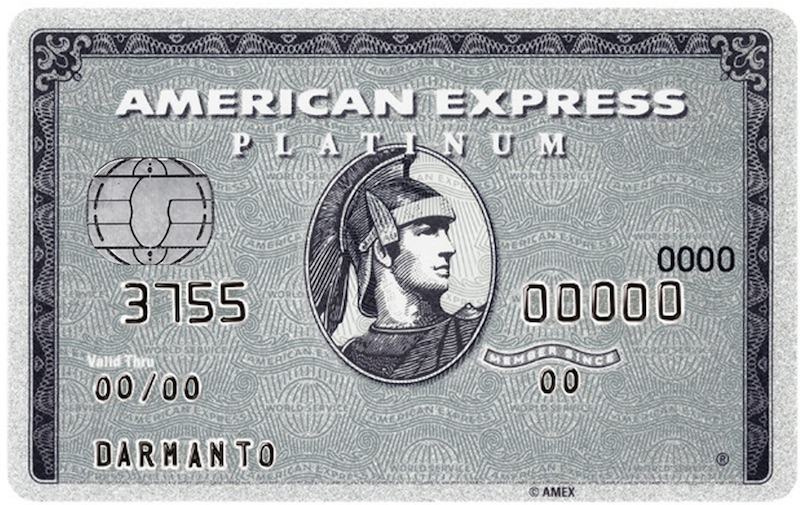 AMERICAN EXPRESS
PLATINUM
0000
3755 00000
Valid Thru
MEMBER SINCE
00/00
00
DARMANTO
®
© AMEX